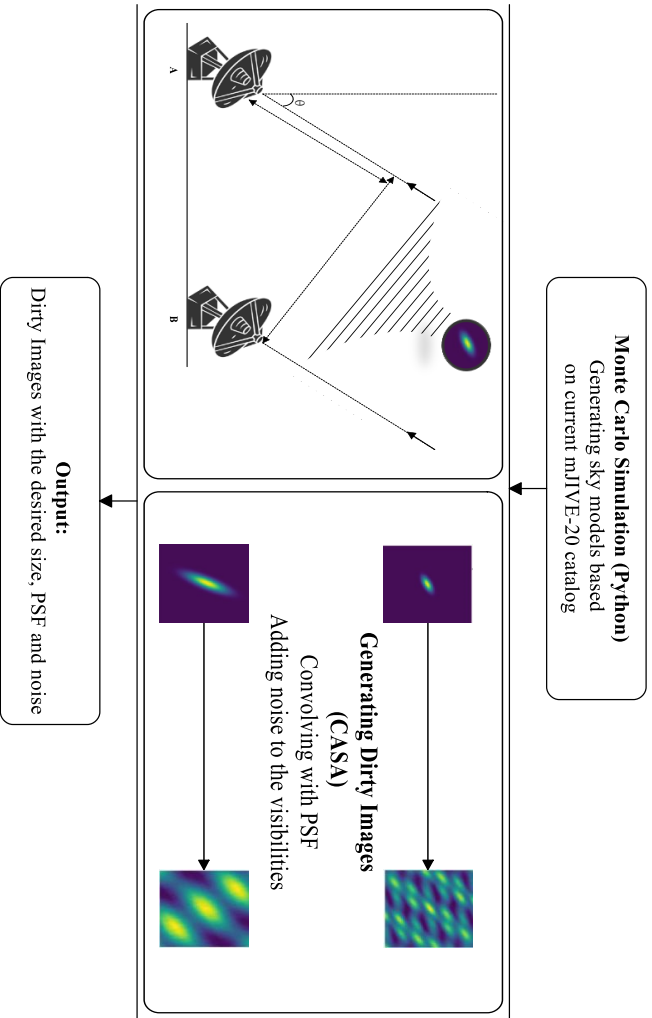 Monte Carlo Simulation (Python)
Generating sky models based
on current mJIVE-20 catalog
θ
A
B
Generating Dirty Images
(CASA)
Convolving with PSF
Adding noise to the visibilities
Output:
Dirty Images with the desired size, PSF and noise